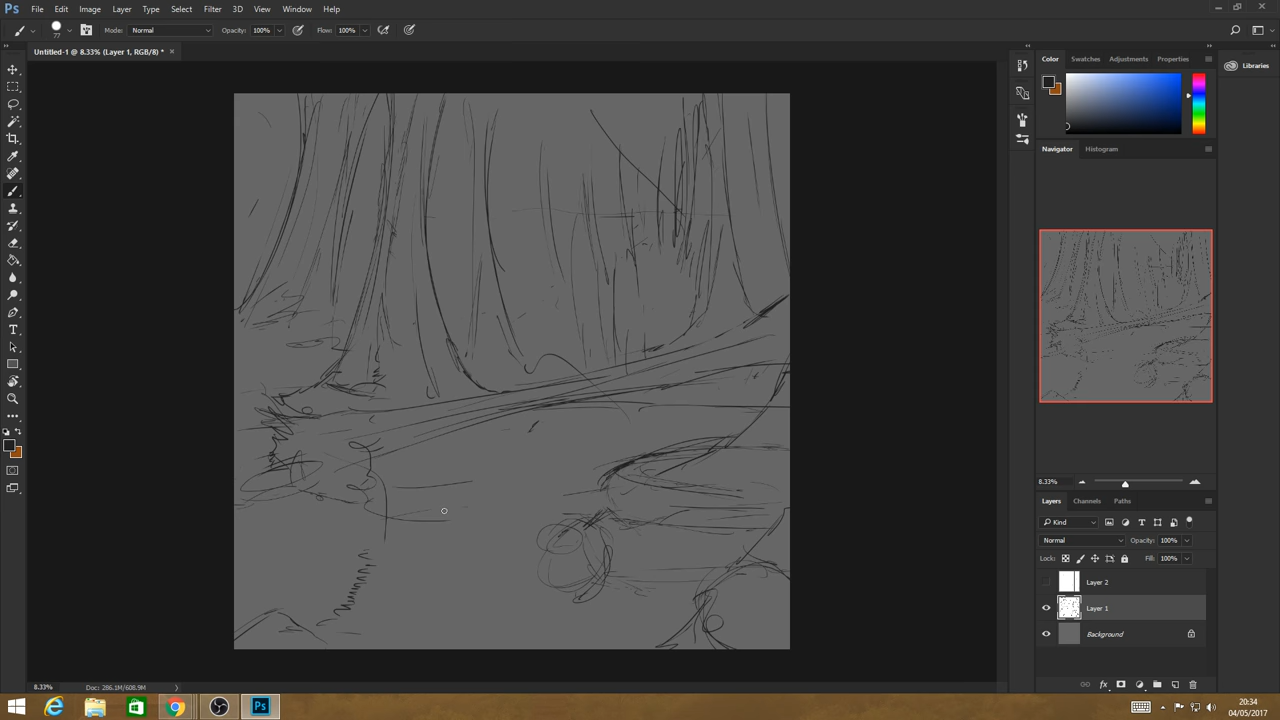 Ps File Edit Image Layer Type Select Filter 3D View Window Help
77 Mode: Normal Opacity: 100% Flow: 100%
Untitled-1 @ 8.33% (Layer 1, RGB/8) * ×
Color Swatches Adjustments Properties
Libraries
Navigator Histogram
8.33%
Layers Channels Paths
Kind
Normal Opacity: 100%
Lock: Fill: 100%
Layer 2
Layer 1
Background
8.33% Doc: 286.1M/608.9M
Ps
20:34
04/05/2017